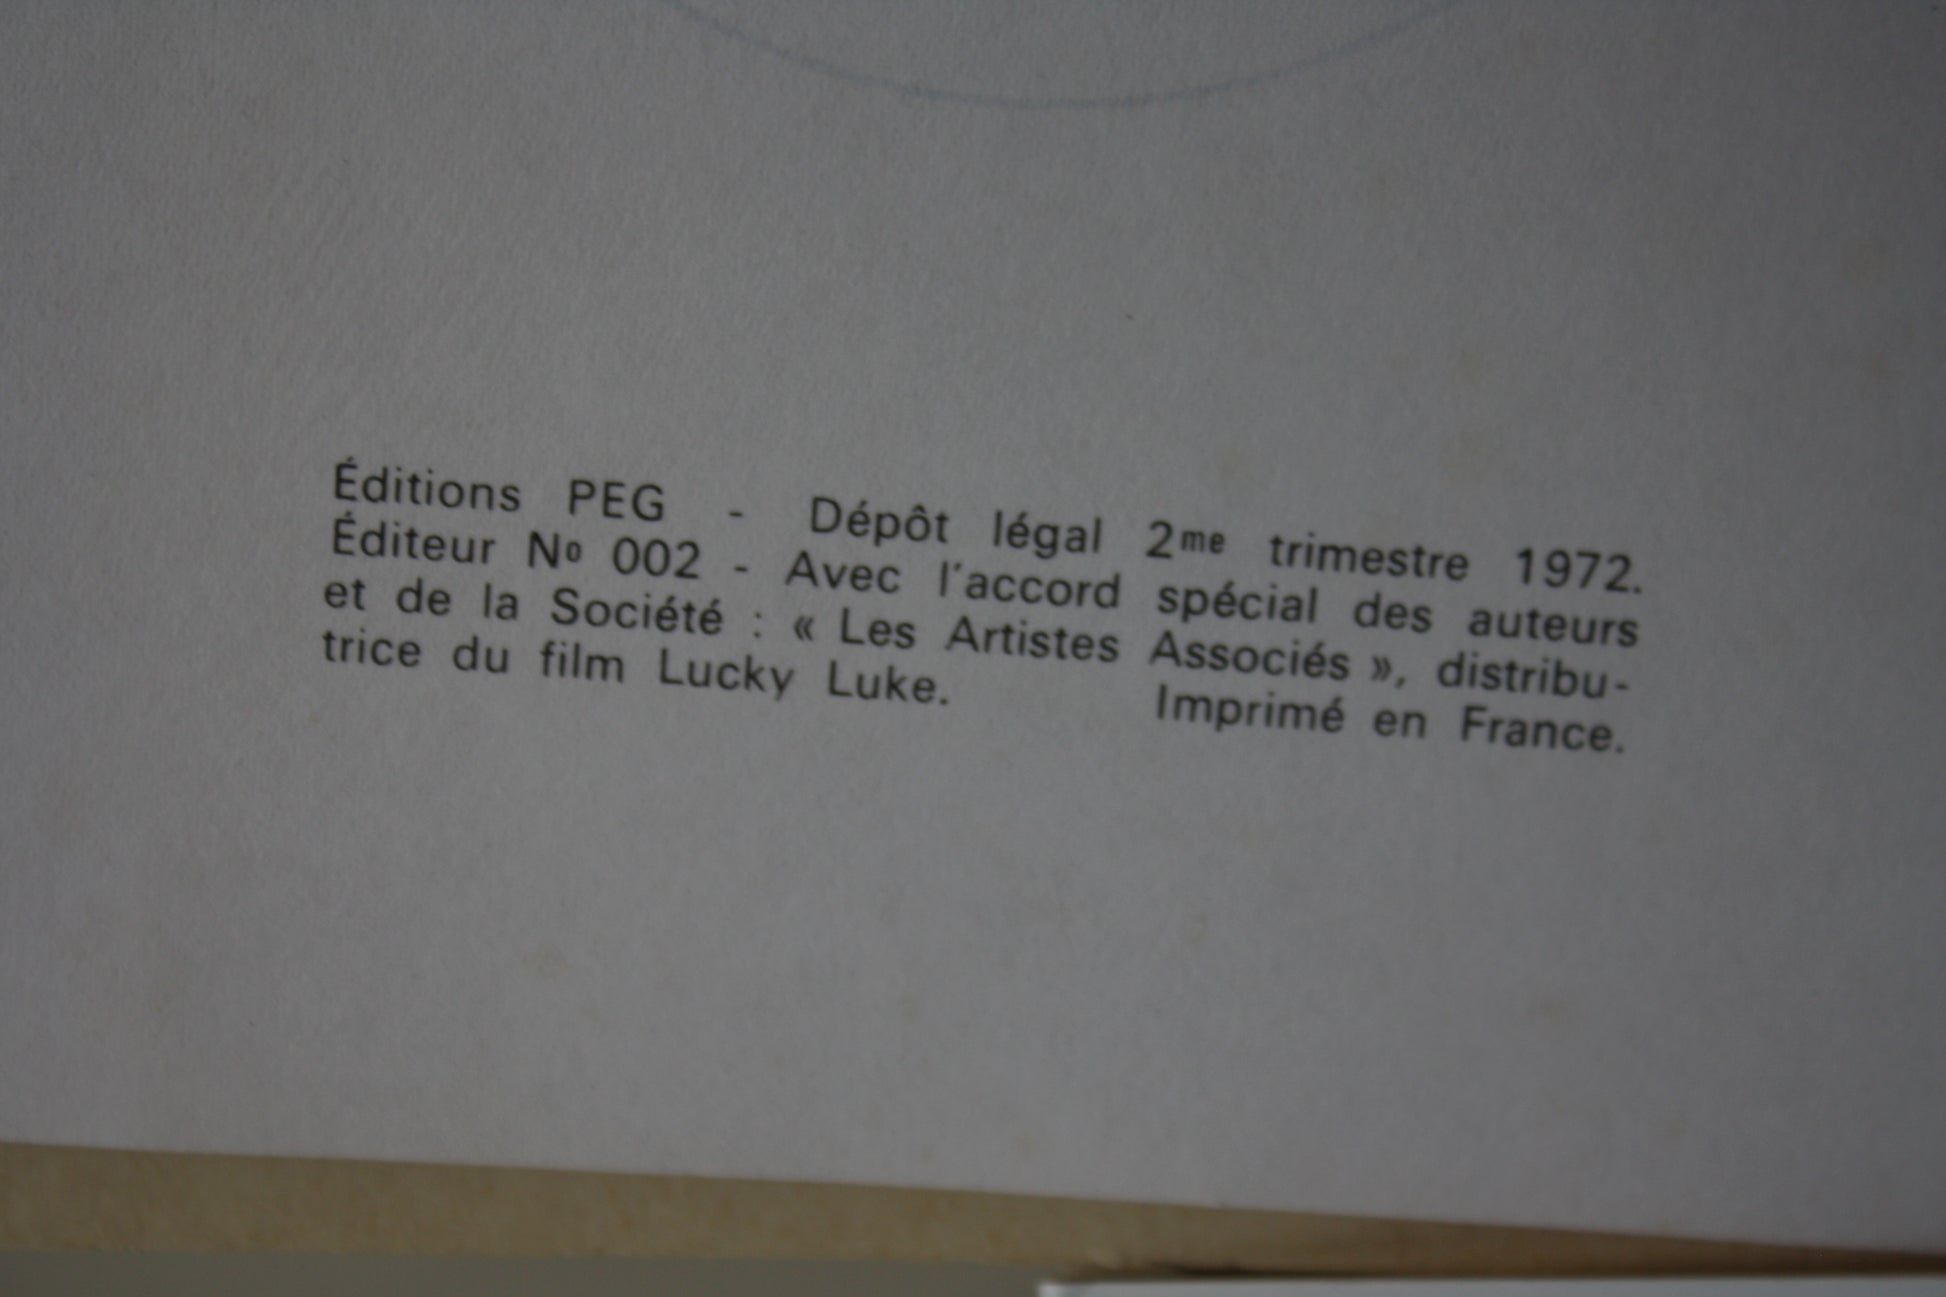 Éditions PEG - Dépôt légal 2me trimestre 1972.
Éditeur No 002 - Avec l'accord spécial des auteurs
et de la Société : « Les Artistes Associés », distribu-
trice du film Lucky Luke. Imprimé en France.